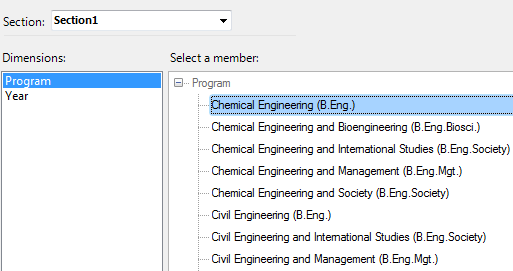 Section: Section1
Dimensions: Select a member:
Program
Year
Program
Chemical Engineering (B.Eng.)
Chemical Engineering and Bioengineering (B.Eng.Biosci.)
Chemical Engineering and International Studies (B.Eng.Society)
Chemical Engineering and Management (B.Eng.Mgt.)
Chemical Engineering and Society (B.Eng.Society)
Civil Engineering (B.Eng.)
Civil Engineering and International Studies (B.Eng.Society)
Civil Engineering and Management (B.Eng.Mgt.)